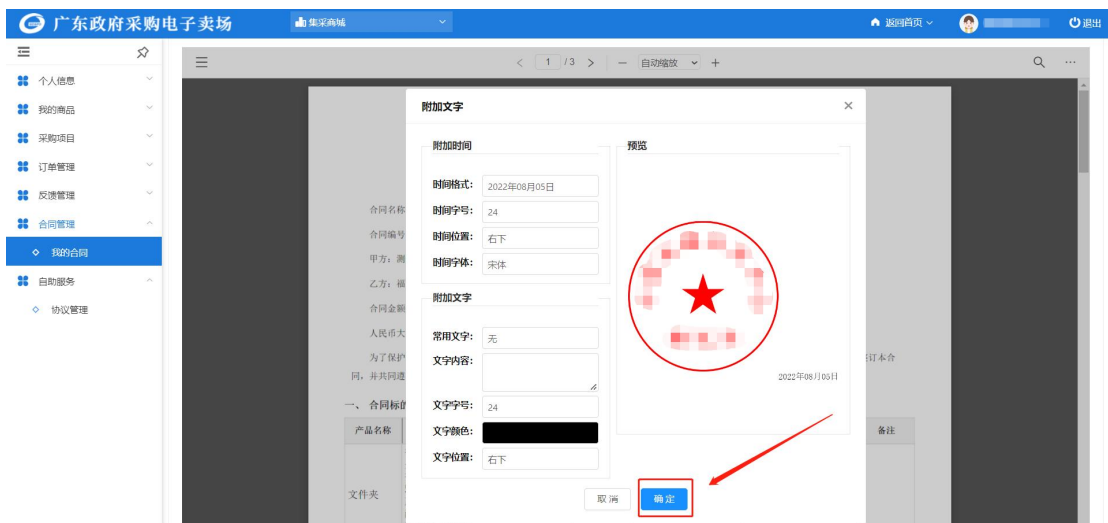 广东政府采购电子卖场
集采商城
返回首页
退出
个人信息
我的商品
采购项目
订单管理
反馈管理
合同管理
我的合同
自助服务
协议管理
1 /3
自动缩放
附加文字
附加时间
时间格式: 2022年08月05日
时间字号: 24
时间位置: 右下
时间字体: 宋体
附加文字
常用文字: 无
文字内容:
文字字号: 24
文字颜色:
文字位置: 右下
预览
2022年08月05日
取消
确定
合同名称
合同编号
甲方:
乙方:
合同金额
人民币大
为了保护
订本合
同,并共同遵
一、合同标的
产品名称
备注
文件夹